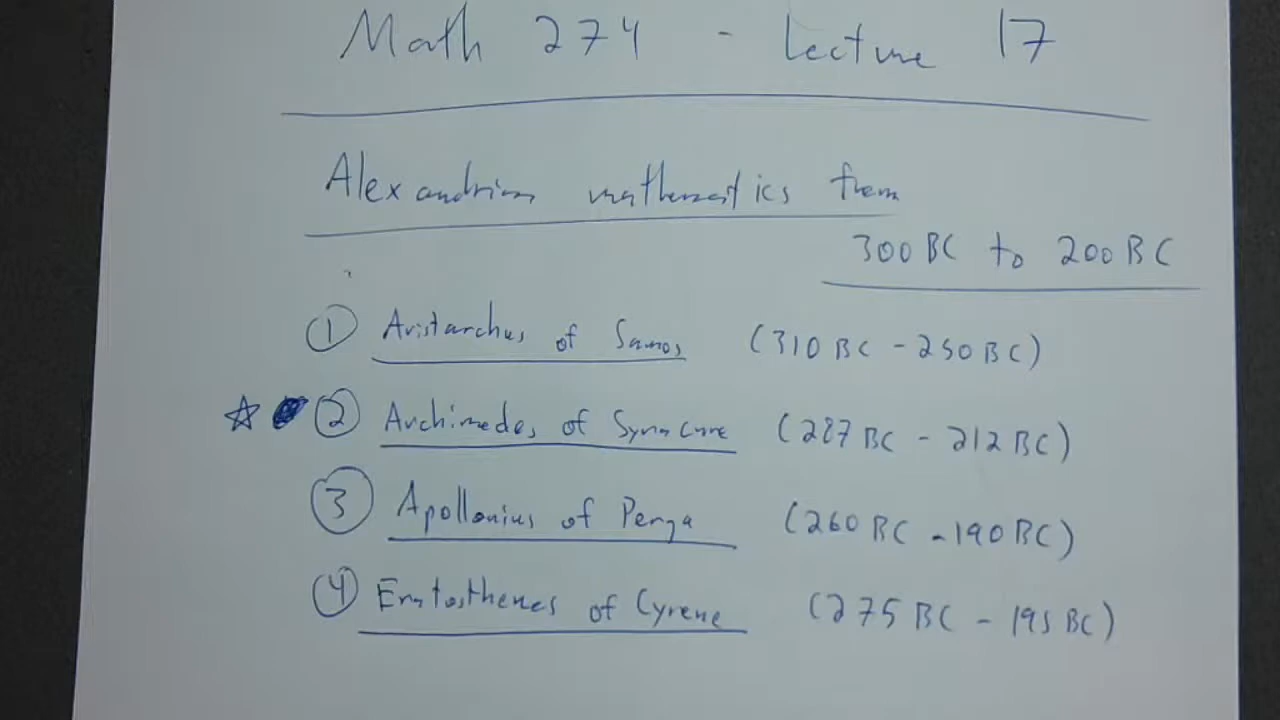 Math 274 - Lecture 17
Alexandrian mathematics from
300 BC to 200 BC
① Aristarchus of Samos (310 BC - 250 BC)
☆ ② Archimedes of Syracuse (287 BC - 212 BC)
③ Apollonius of Perga (260 BC - 190 BC)
④ Eratosthenes of Cyrene (275 BC - 195 BC)